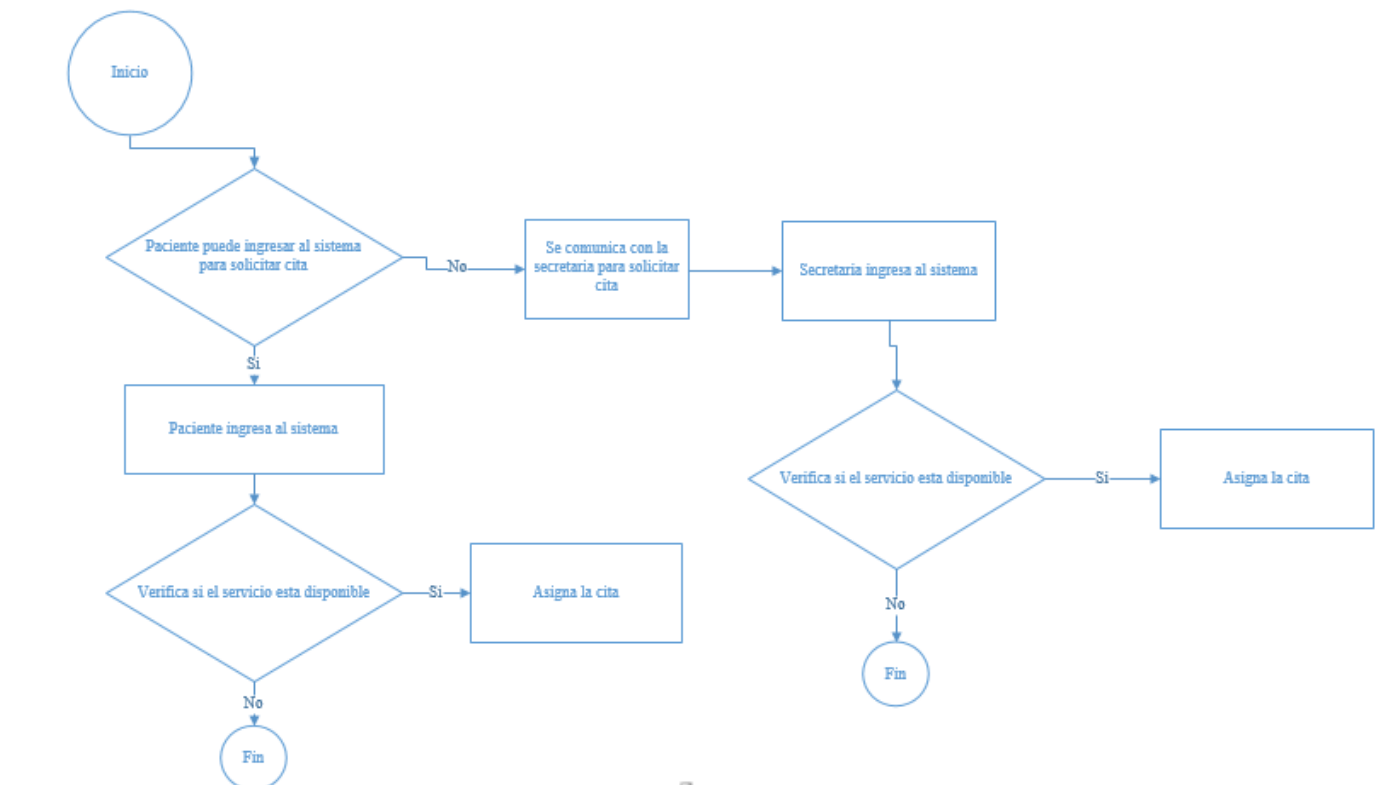 Inicio
Paciente puede ingresar al sistema
para solicitar cita
No
Se comunica con la
secretaria para solicitar
cita
Secretaria ingresa al sistema
Si
Paciente ingresa al sistema
Verifica si el servicio esta disponible
Si
Asigna la cita
No
Fin
Verifica si el servicio esta disponible
Si
Asigna la cita
No
Fin